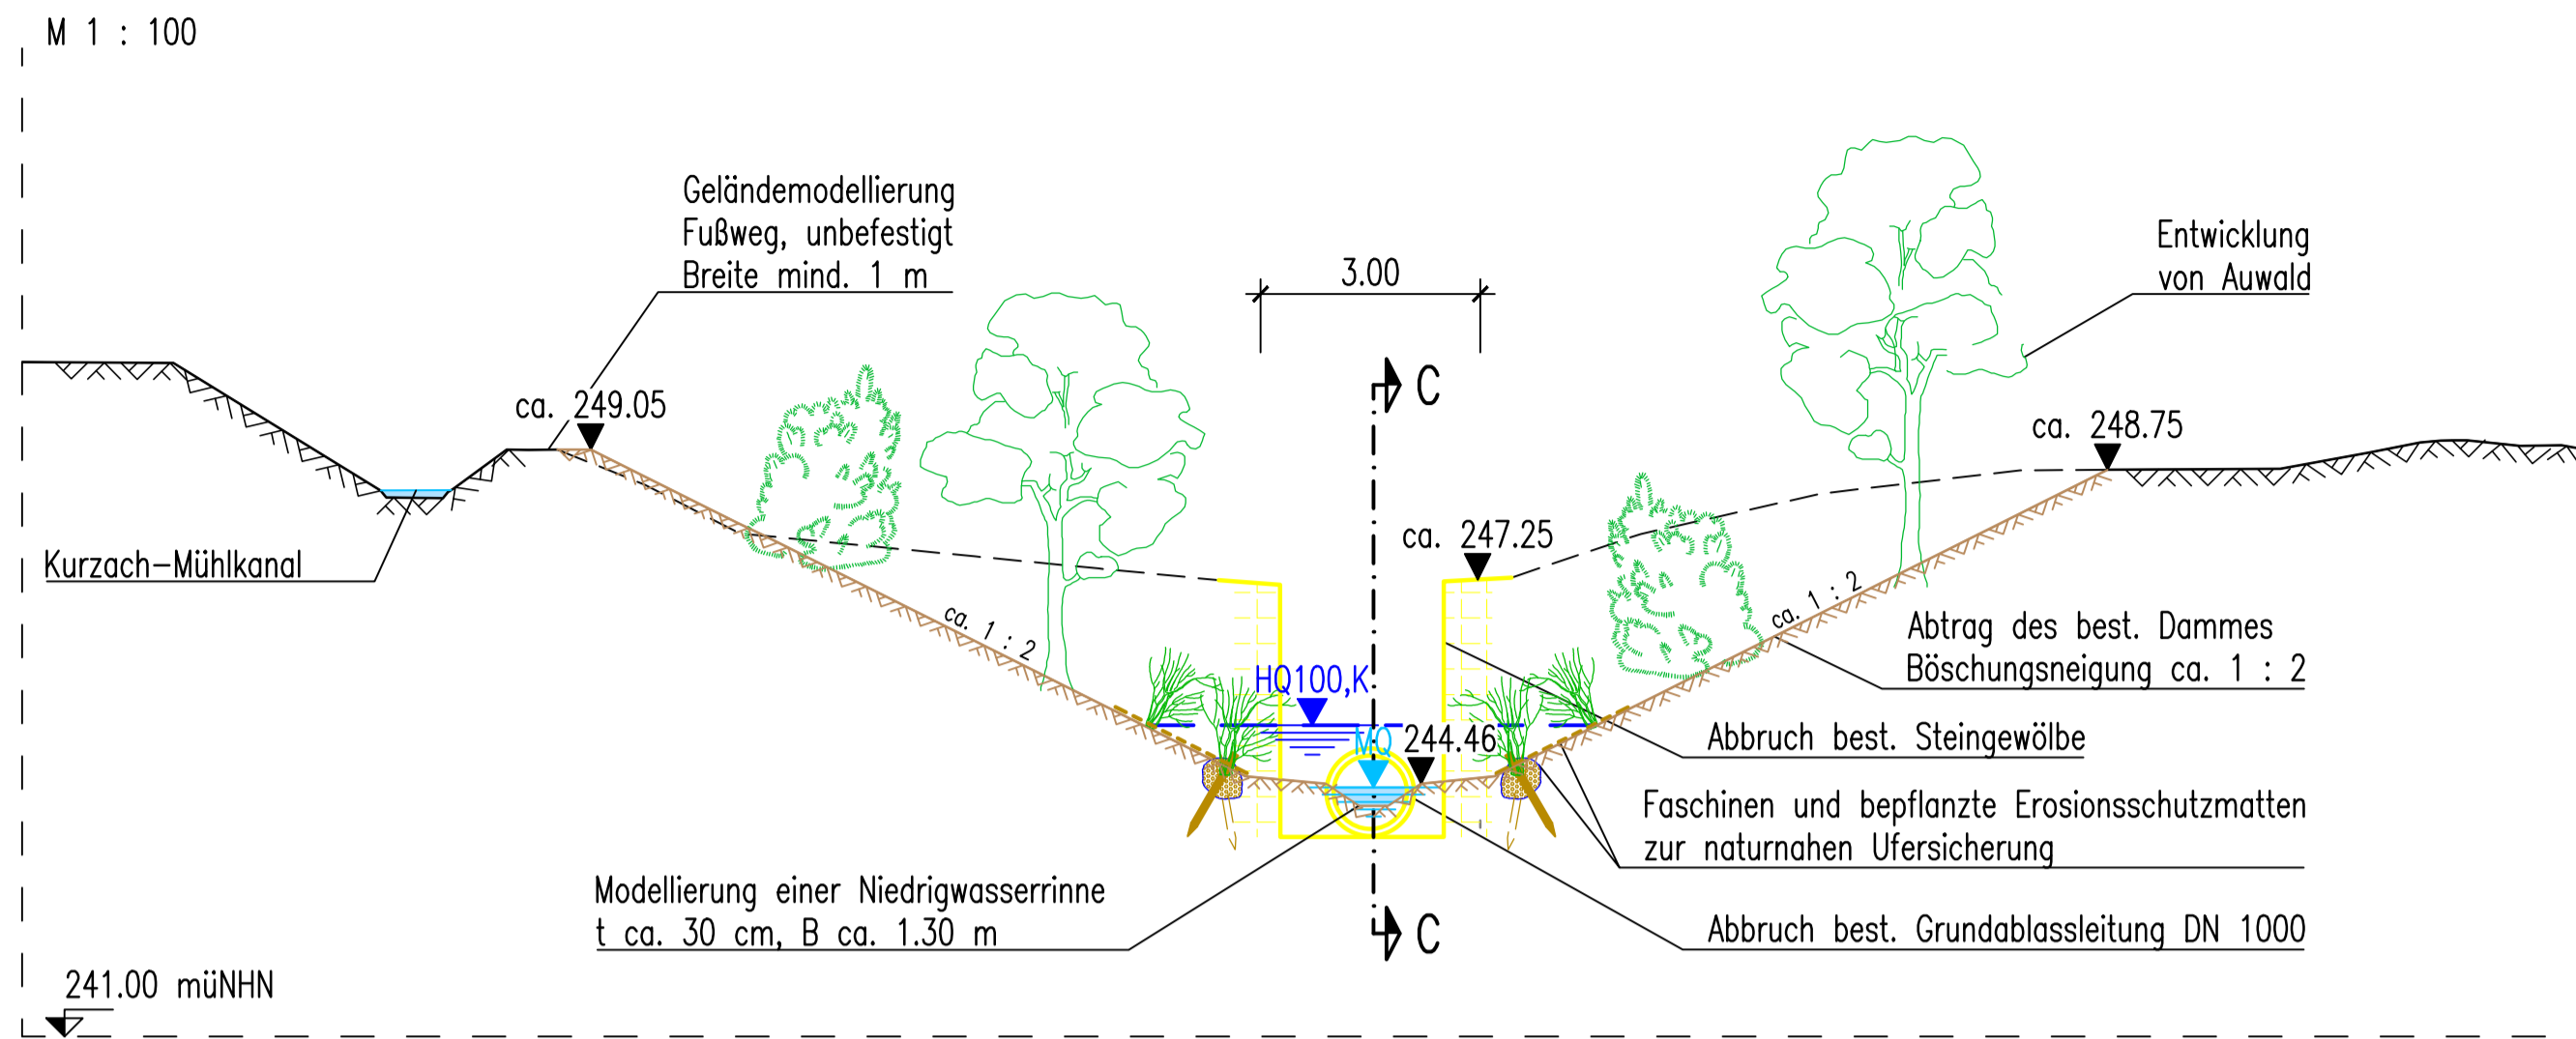 M 1 : 100
Geländemodellierung
Fußweg, unbefestigt
Breite mind. 1 m
Entwicklung
von Auwald
3.00
C
ca. 249.05
ca. 248.75
ca. 247.25
Kurzach-Mühlkanal
ca. 1 : 2
ca. 1 : 2
Abtrag des best. Dammes
Böschungsneigung ca. 1 : 2
HQ100,K
MQ
244.46
Abbruch best. Steingewölbe
Faschinen und bepflanzte Erosionsschutzmatten
zur naturnahen Ufersicherung
Modellierung einer Niedrigwasserrinne
t ca. 30 cm, B ca. 1.30 m
Abbruch best. Grundablassleitung DN 1000
C
241.00 müNHN